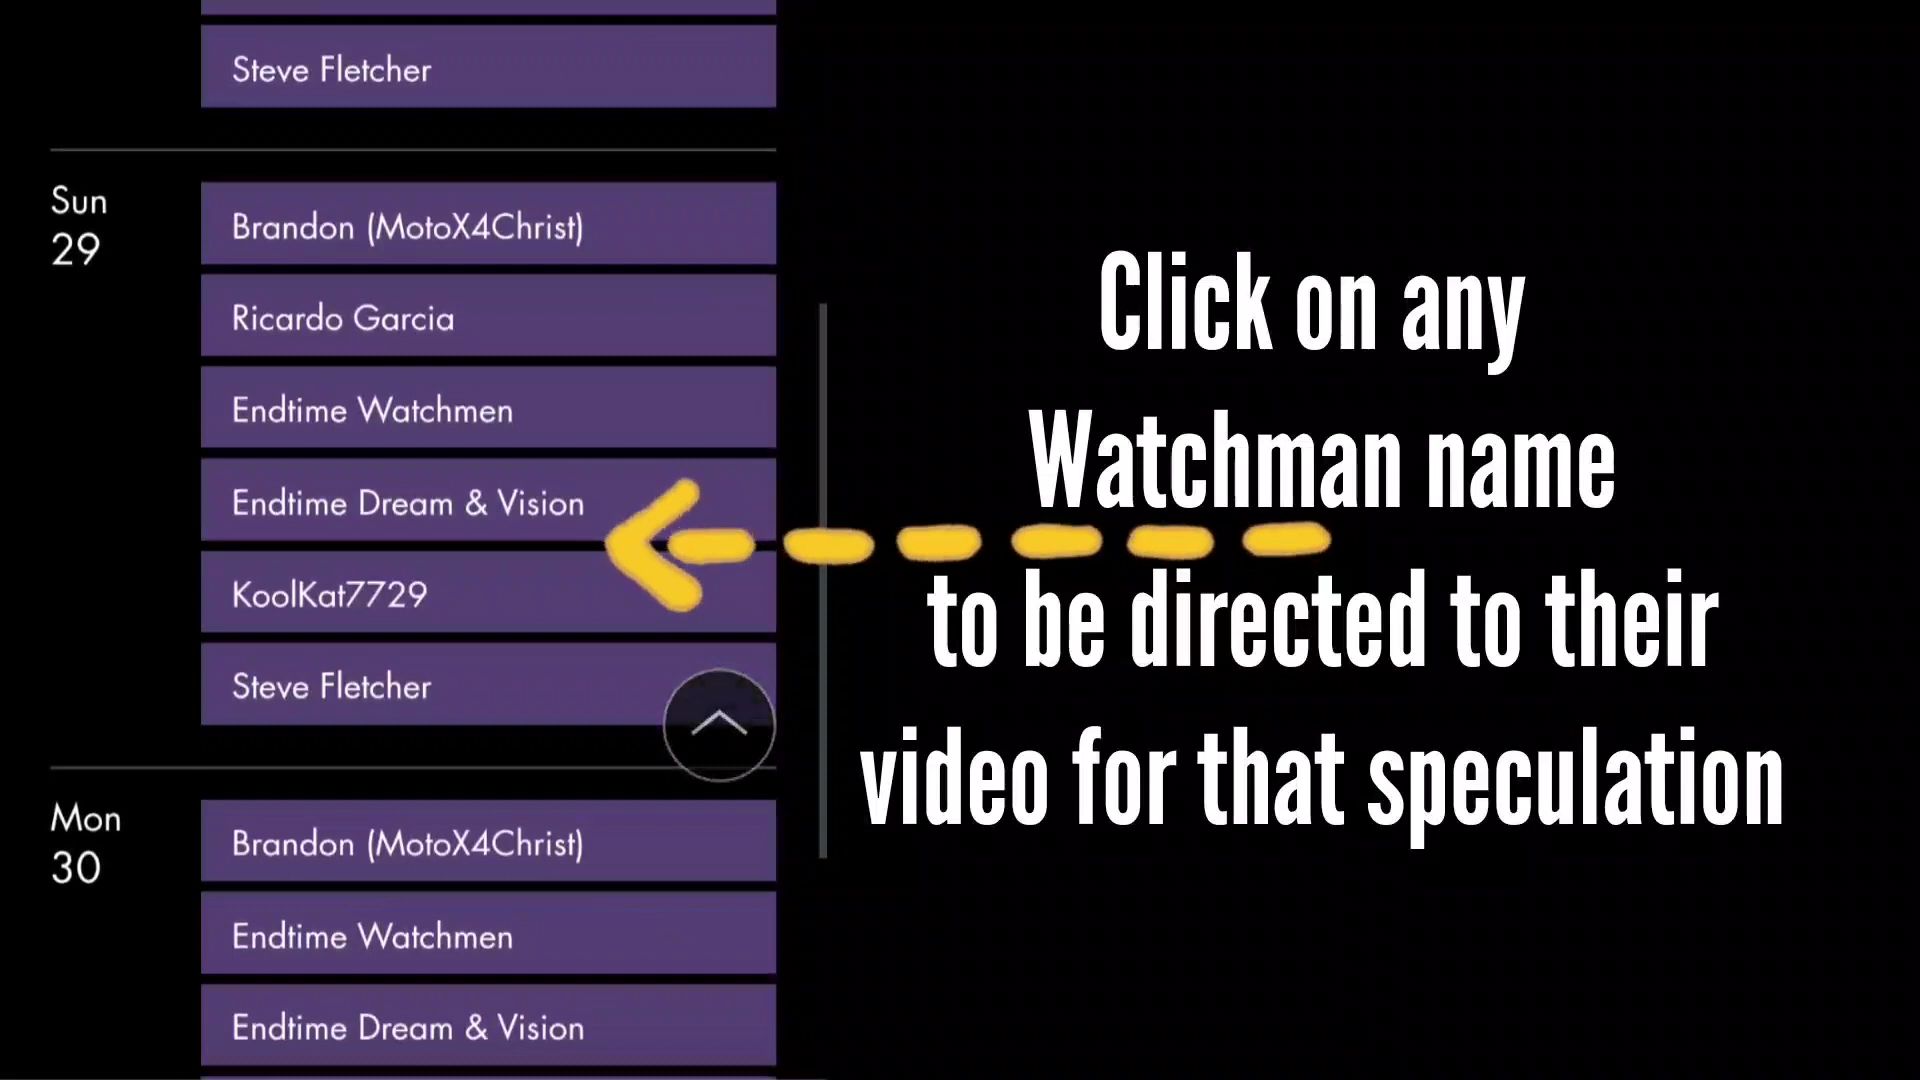 Steve Fletcher
Sun
29
Brandon (MotoX4Christ)
Ricardo Garcia
Endtime Watchmen
Endtime Dream & Vision
KoolKat7729
Steve Fletcher
Mon
30
Brandon (MotoX4Christ)
Endtime Watchmen
Endtime Dream & Vision
Click on any
Watchman name
to be directed to their
video for that speculation